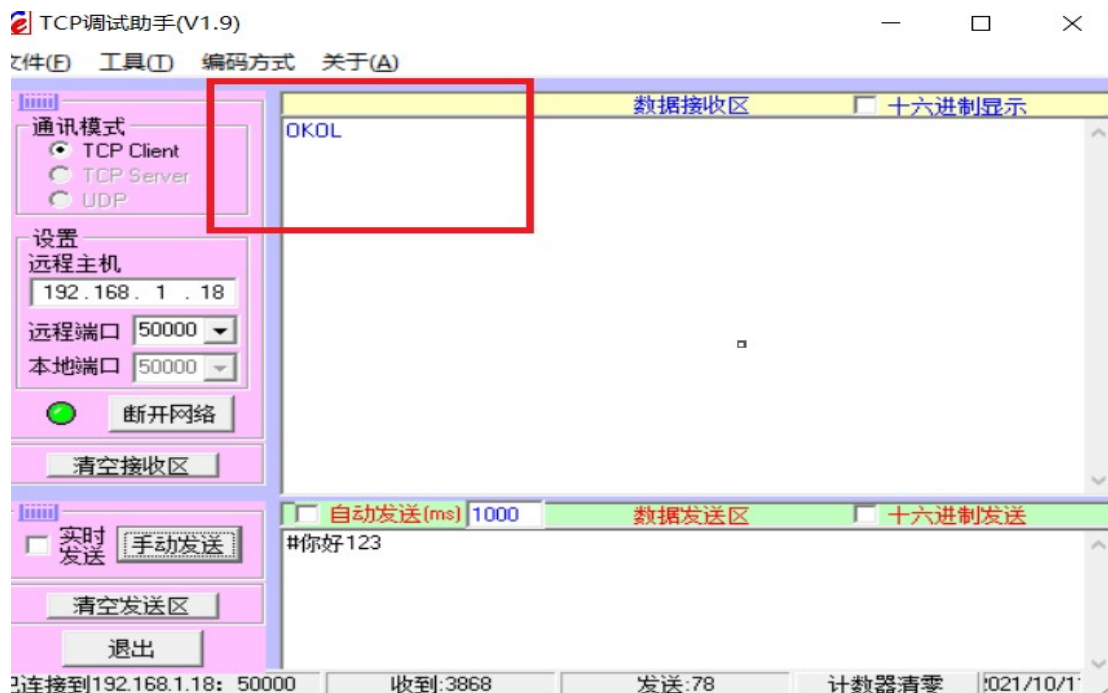 TCP调试助手(V1.9)
文件(F) 工具(T) 编码方式 关于(A)
通讯模式
TCP Client
TCP Server
UDP
设置
远程主机
192.168. 1 .18
远程端口 50000
本地端口 50000
断开网络
清空接收区
数据接收区 十六进制显示
OKOL
实时发送 手动发送
清空发送区
退出
自动发送(ms) 1000 数据发送区 十六进制发送
#你好123
已连接到192.168.1.18: 50000 收到:3868 发送:78 计数器清零